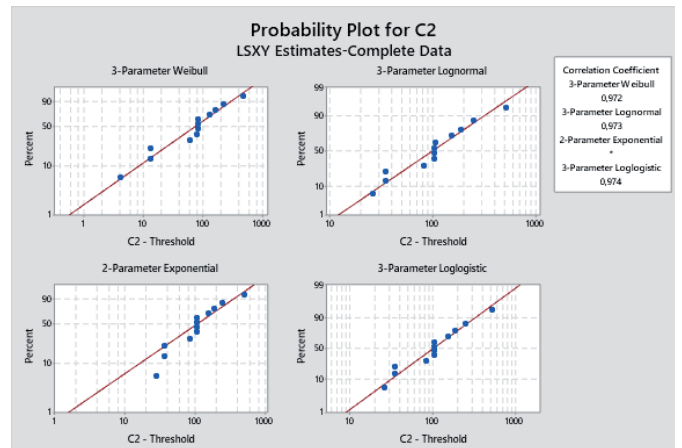 Probability Plot for C2
LSXY Estimates-Complete Data
3-Parameter Weibull
90
50
10
1
Percent
1
10
100
1000
C2 - Threshold
3-Parameter Lognormal
99
90
50
10
1
Percent
100
1000
C2 - Threshold
Correlation Coefficient
3-Parameter Weibull
0,972
3-Parameter Lognormal
0,973
2-Parameter Exponential
*
3-Parameter Loglogistic
0,974
2-Parameter Exponential
90
50
10
1
Percent
1
10
100
1000
C2 - Threshold
3-Parameter Loglogistic
99
90
50
10
1
Percent
10
100
1000
C2 - Threshold